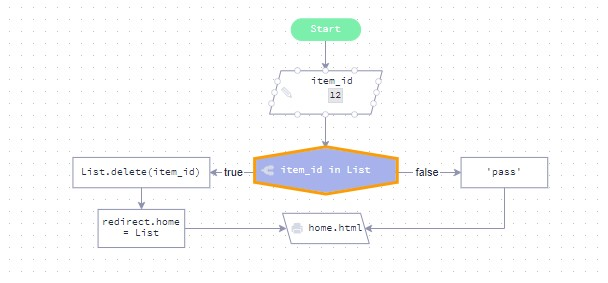 Start
item_id
12
item_id in List
true
false
List.delete(item_id)
'pass'
redirect.home
= List
home.html